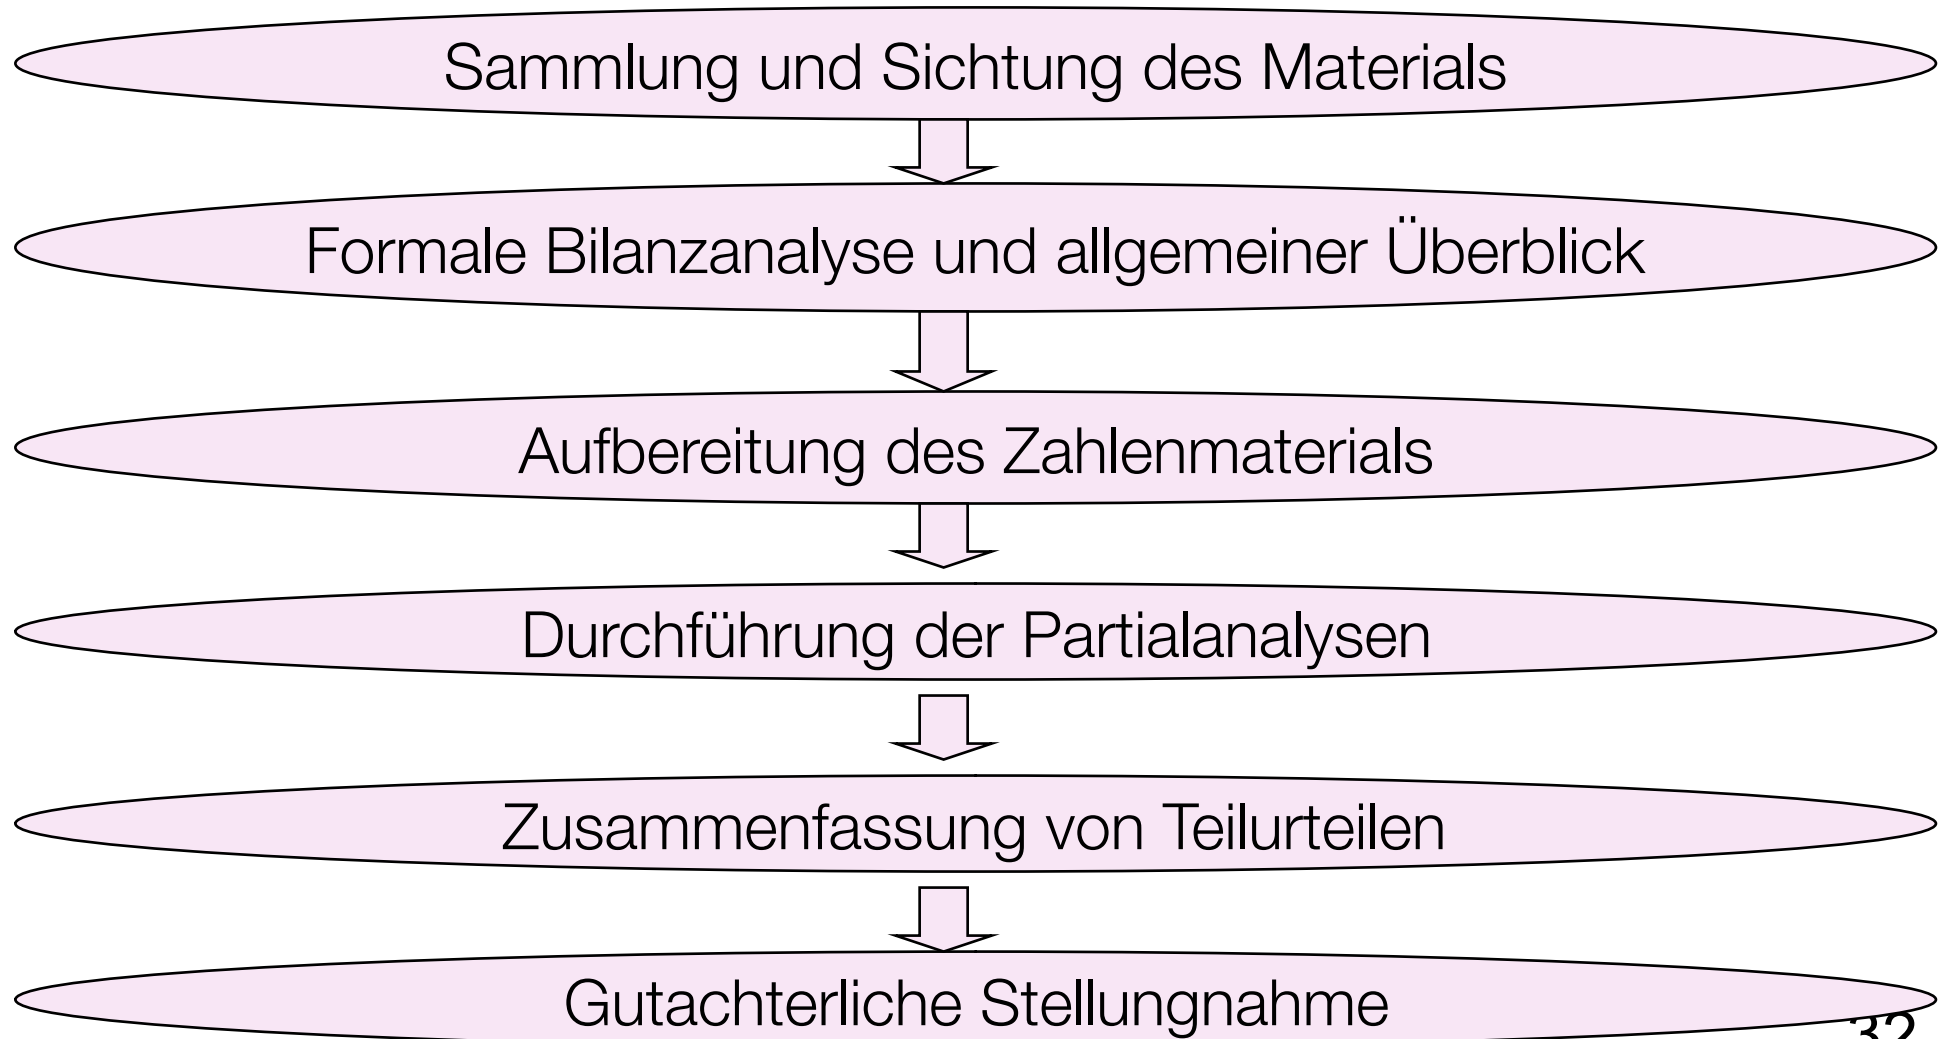 Sammlung und Sichtung des Materials
Formale Bilanzanalyse und allgemeiner Überblick
Aufbereitung des Zahlenmaterials
Durchführung der Partialanalysen
Zusammenfassung von Teilurteilen
Gutachterliche Stellungnahme
32